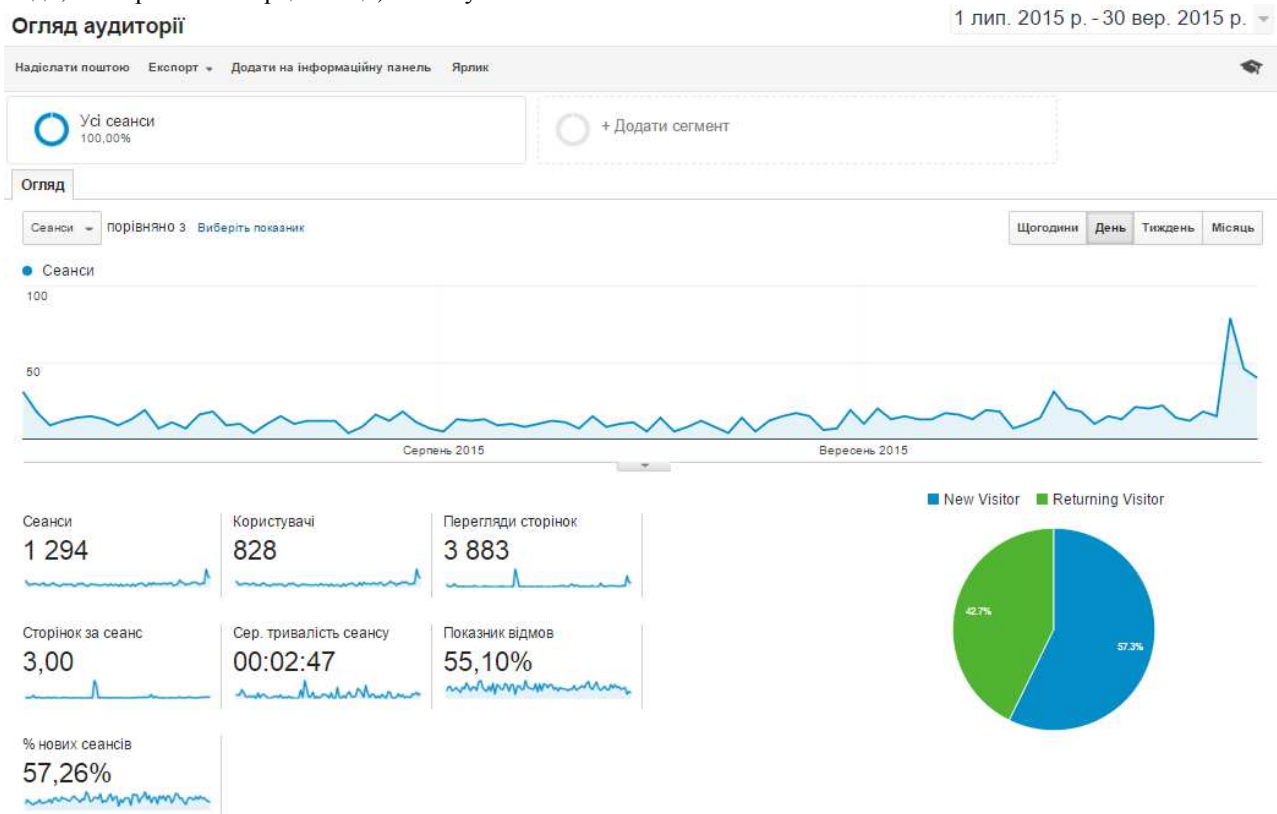 Огляд аудиторії
1 лип. 2015 р. - 30 вер. 2015 р.
Надіслати поштою Експорт Додати на інформаційну панель Ярлик
Усі сеанси
100,00%
+ Додати сегмент
Огляд
Сеанси порівняно з Виберіть показник
Щогодини День Тиждень Місяць
Сеанси
100
50
Серпень 2015 Вересень 2015
New Visitor Returning Visitor
Сеанси
1 294
Користувачі
828
Перегляди сторінок
3 883
Сторінок за сеанс
3,00
Сер. тривалість сеансу
00:02:47
Показник відмов
55,10%
% нових сеансів
57,26%
42.7%
57.3%